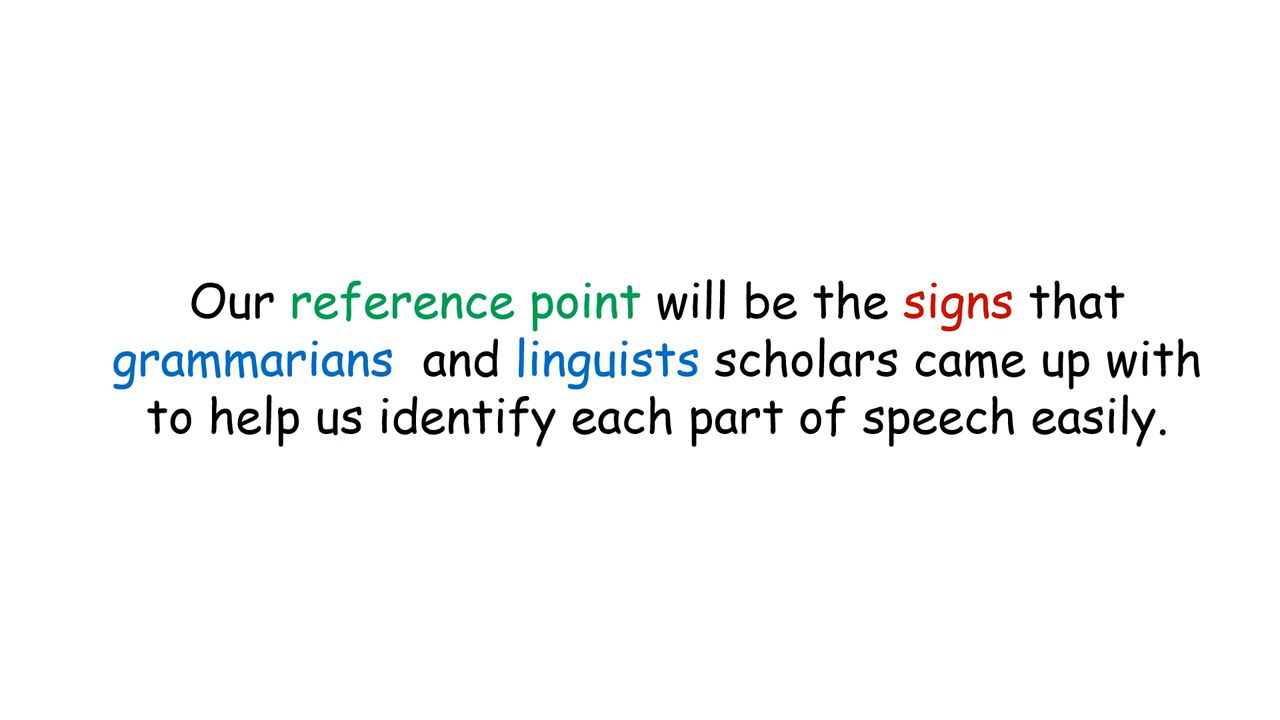 Our reference point will be the signs that
grammarians and linguists scholars came up with
to help us identify each part of speech easily.